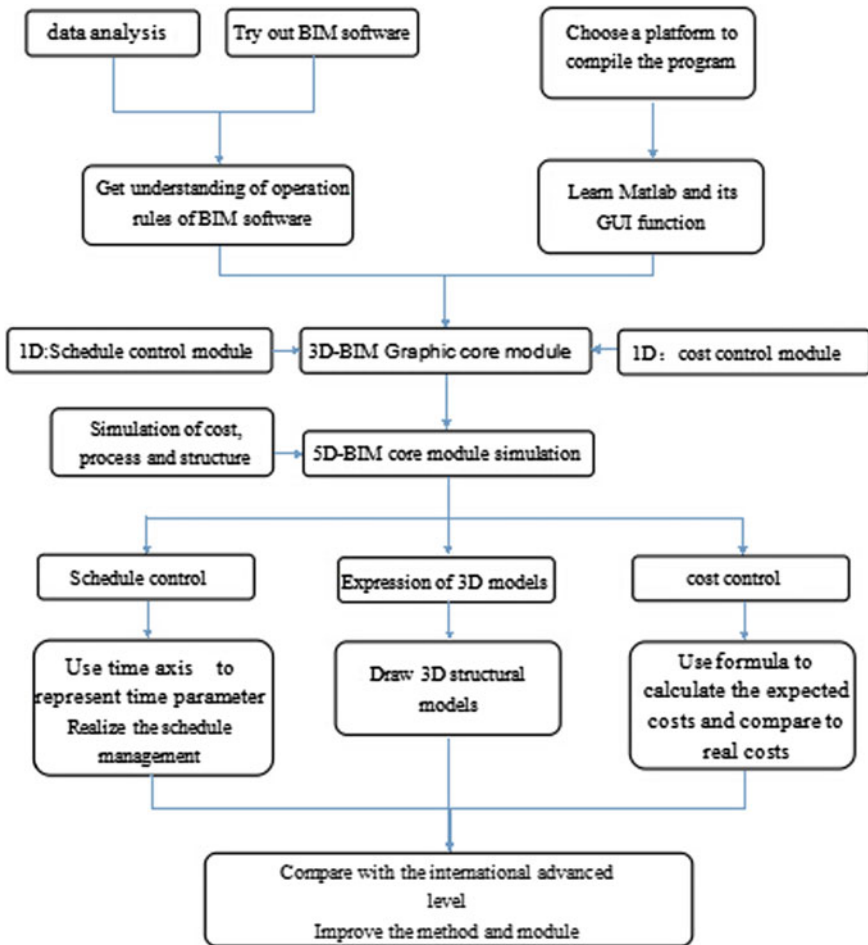 data analysis
Try out BIM software
Choose a platform to
compile the program
Get understanding of operation
rules of BIM software
Learn Matlab and its
GUI function
1D:Schedule control module
3D-BIM Graphic core module
1D：cost control module
Simulation of cost,
process and structure
5D-BIM core module simulation
Schedule control
Expression of 3D models
cost control
Use time axis to
represent time parameter
Realize the schedule
management
Draw 3D structural
models
Use formula to
calculate the expected
costs and compare to
real costs
Compare with the international advanced
level
Improve the method and module